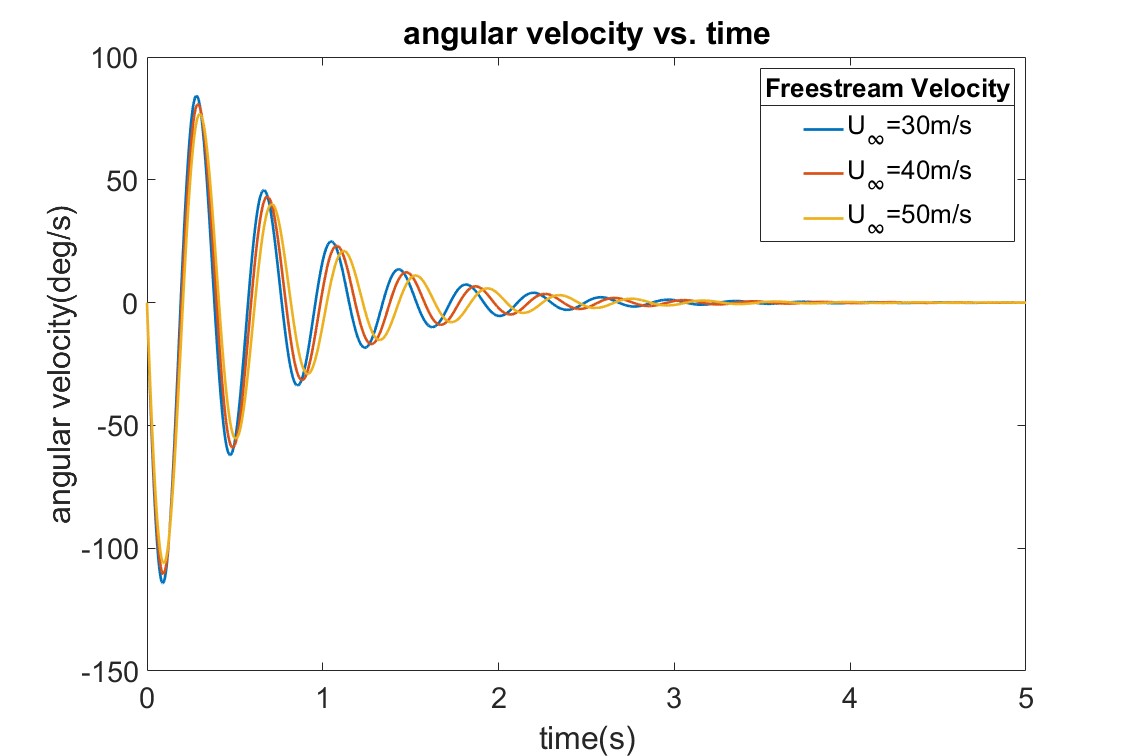 angular velocity vs. time
100
50
0
-50
-100
-150
angular velocity(deg/s)
0 1 2 3 4 5
time(s)
Freestream Velocity
U∞=30m/s
U∞=40m/s
U∞=50m/s